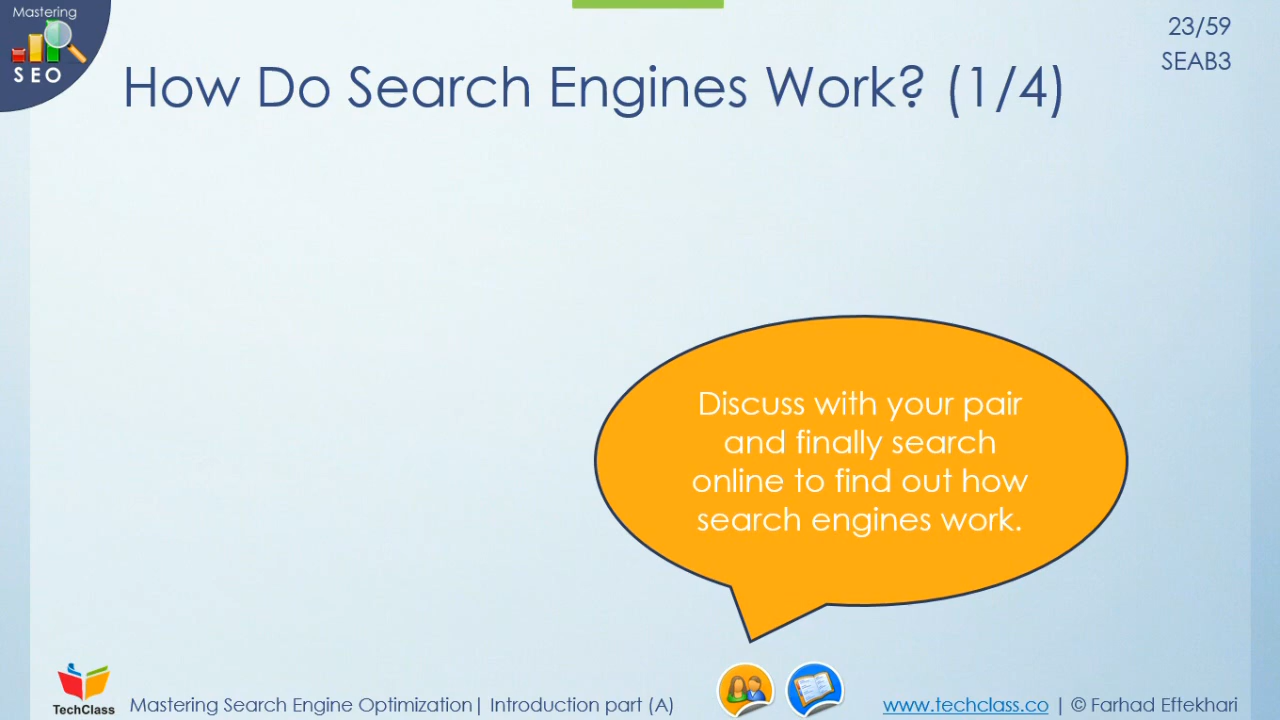 Mastering
SEO
23/59
SEAB3
How Do Search Engines Work? (1/4)
Discuss with your pair
and finally search
online to find out how
search engines work.
TechClass
Mastering Search Engine Optimization| Introduction part (A)
www.techclass.co | © Farhad Eftekhari